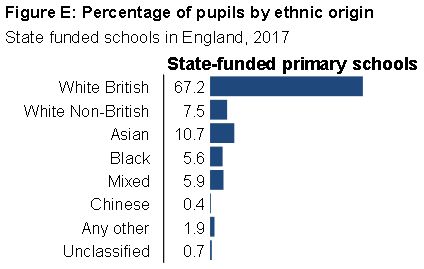 Figure E: Percentage of pupils by ethnic origin
State funded schools in England, 2017
State-funded primary schools
White British 67.2
White Non-British 7.5
Asian 10.7
Black 5.6
Mixed 5.9
Chinese 0.4
Any other 1.9
Unclassified 0.7